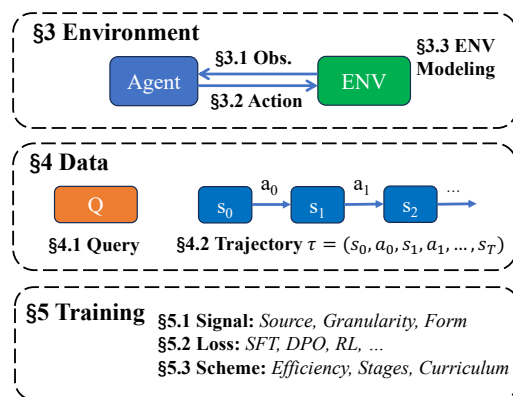 §3 Environment
§3.1 Obs.
§3.3 ENV
Modeling
Agent
ENV
§3.2 Action
§4 Data
Q
s₀
a₀
s₁
a₁
s₂
...
§4.1 Query
§4.2 Trajectory τ = (s₀, a₀, s₁, a₁, … , s_T)
§5 Training
§5.1 Signal: Source, Granularity, Form
§5.2 Loss: SFT, DPO, RL, …
§5.3 Scheme: Efficiency, Stages, Curriculum